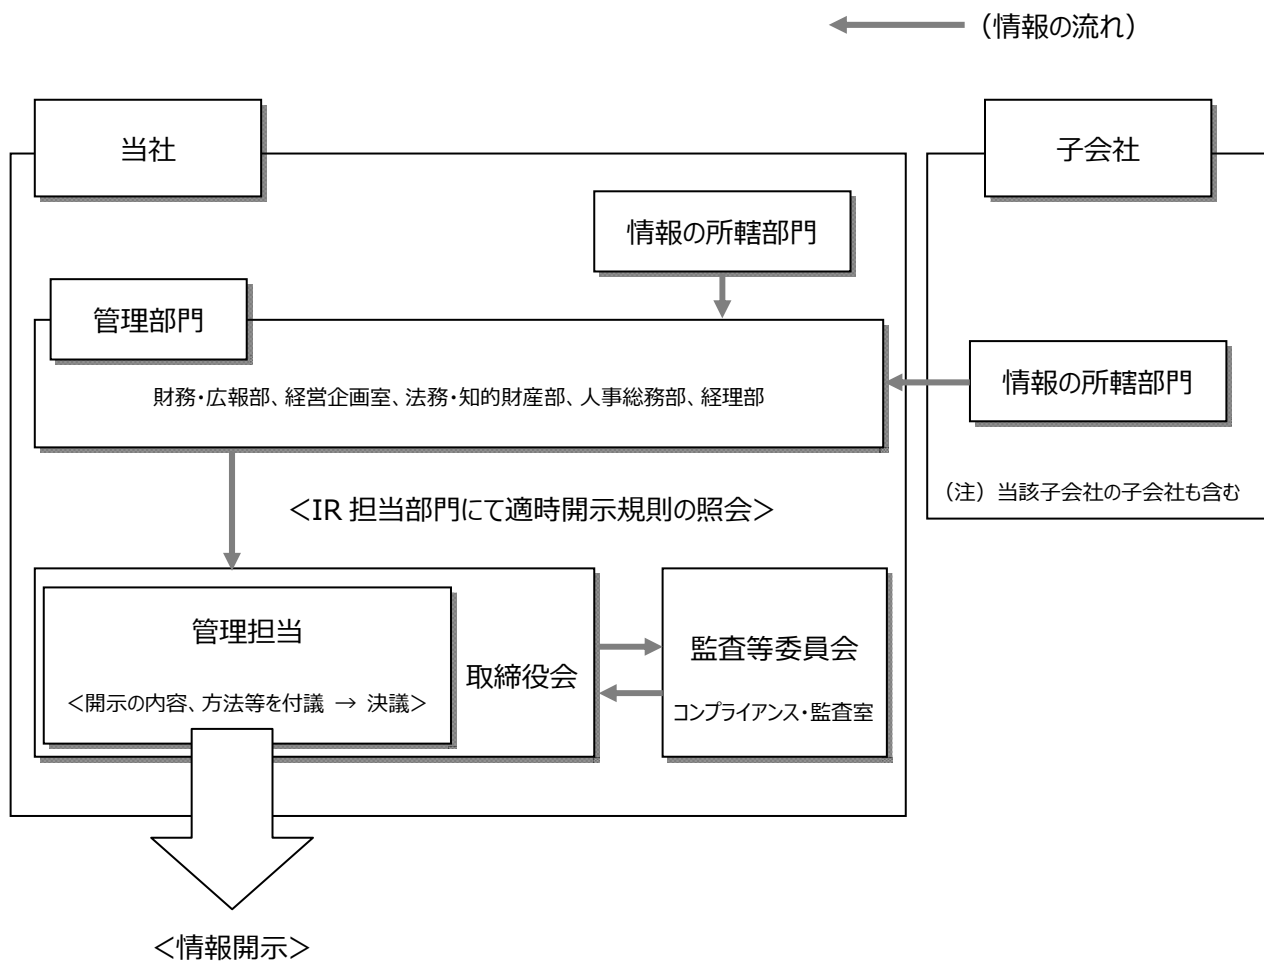 （情報の流れ）
当社
子会社
情報の所轄部門
管理部門
財務・広報部、経営企画室、法務・知的財産部、人事総務部、経理部
情報の所轄部門
（注）当該子会社の子会社も含む
＜IR 担当部門にて適時開示規則の照会＞
管理担当
＜開示の内容、方法等を付議 → 決議＞
取締役会
監査等委員会
コンプライアンス・監査室
＜情報開示＞